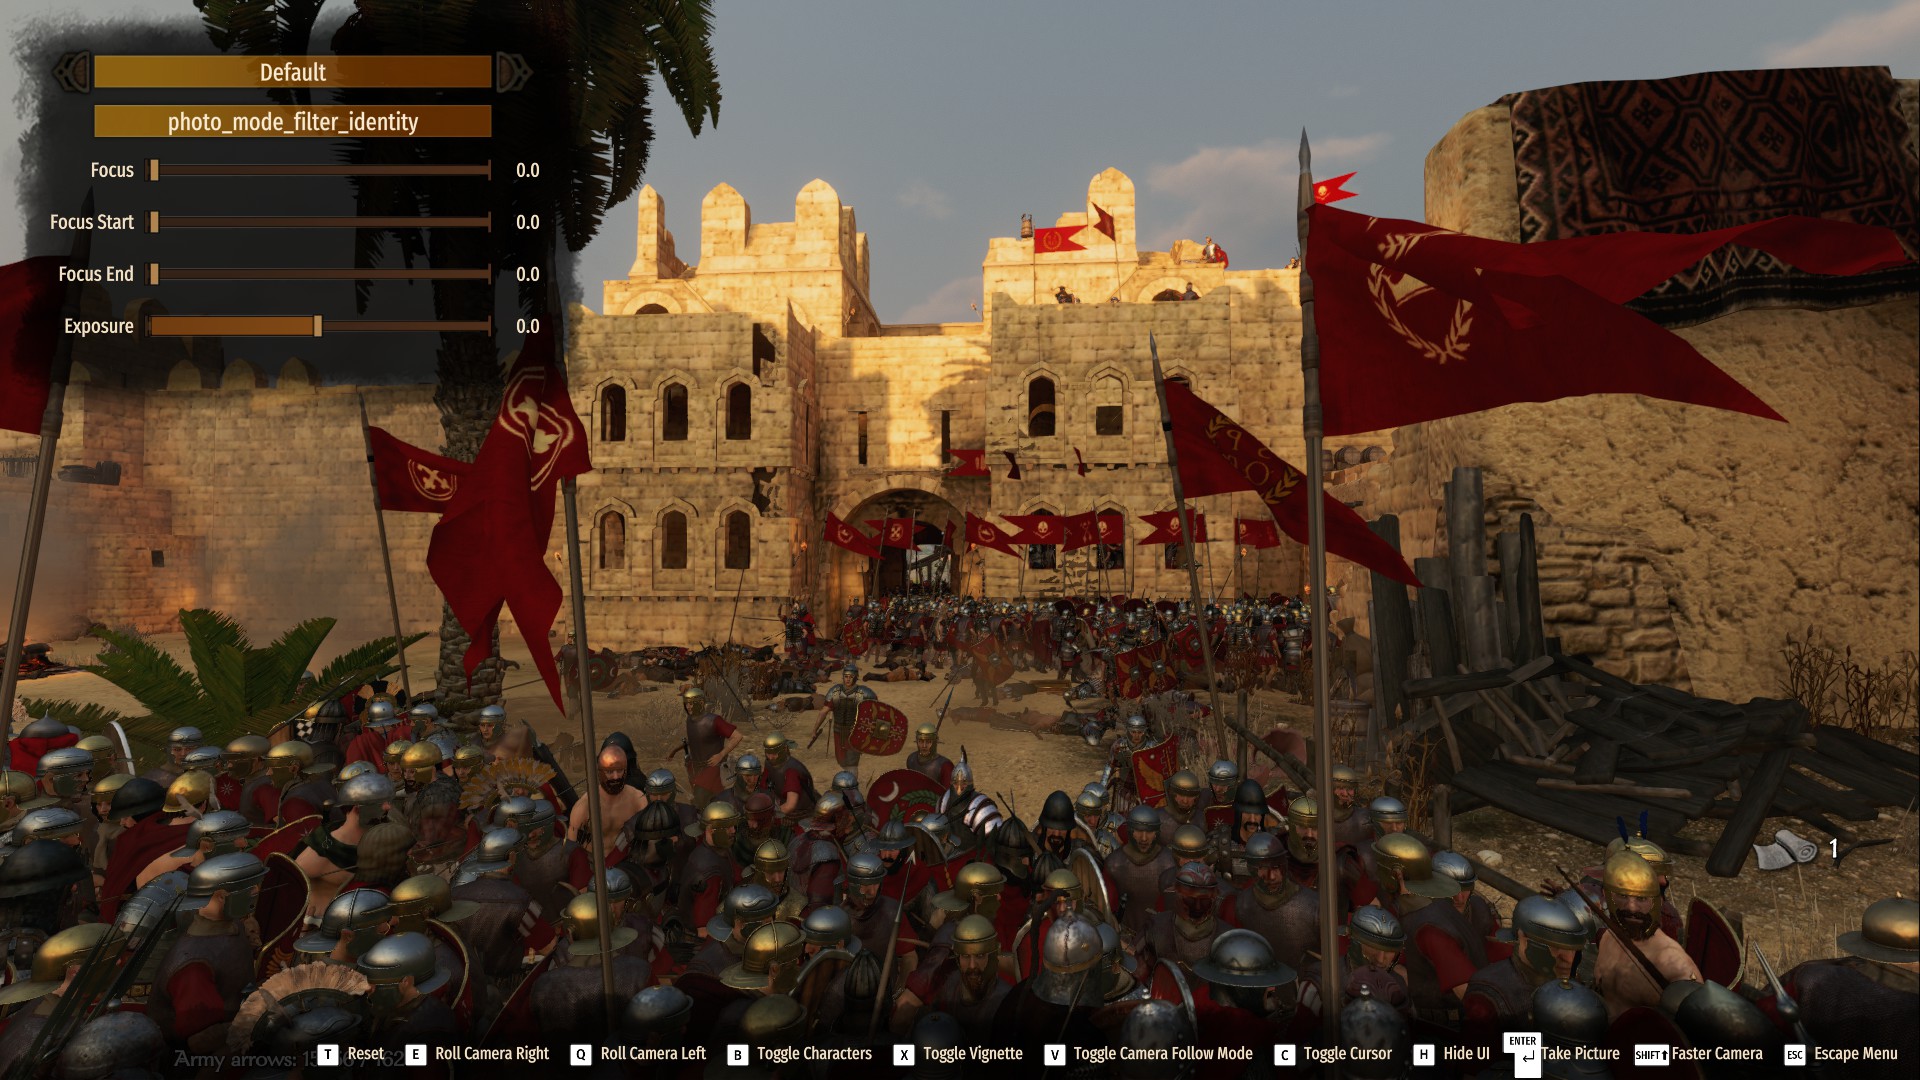 Default
photo_mode_filter_identity
Focus 0.0
Focus Start 0.0
Focus End 0.0
Exposure 0.0
1
Army arrows:
T Reset E Roll Camera Right Q Roll Camera Left B Toggle Characters X Toggle Vignette V Toggle Camera Follow Mode C Toggle Cursor H Hide UI ENTER Take Picture SHIFT Faster Camera ESC Escape Menu